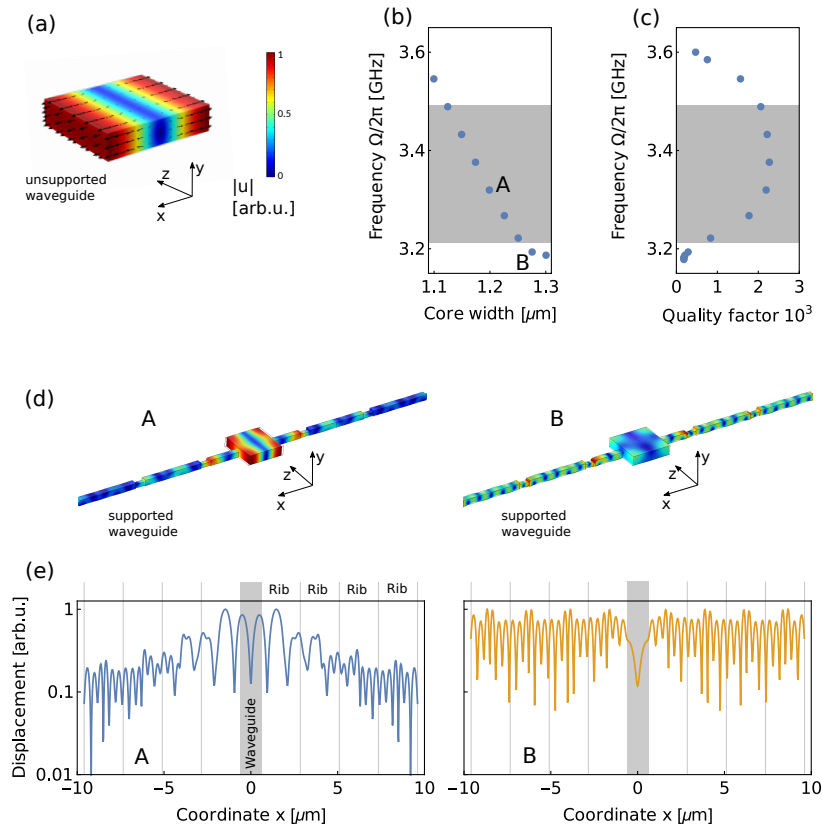 (a)
1
0.5
0
|u|
[arb.u.]
unsupported
waveguide
y
z
x
(b)
Frequency Ω/2π [GHz]
3.6
3.4
3.2
A
B
1.1 1.2 1.3
Core width [μm]
(c)
Frequency Ω/2π [GHz]
3.6
3.4
3.2
0 1 2 3
Quality factor 10³
(d)
A
y
z
x
supported
waveguide
B
y
z
x
supported
waveguide
(e)
Rib Rib Rib Rib
Displacement [arb.u.]
1
0.1
0.01
Waveguide
A
−10 −5 0 5 10
Coordinate x [μm]
B
−10 −5 0 5 10
Coordinate x [μm]